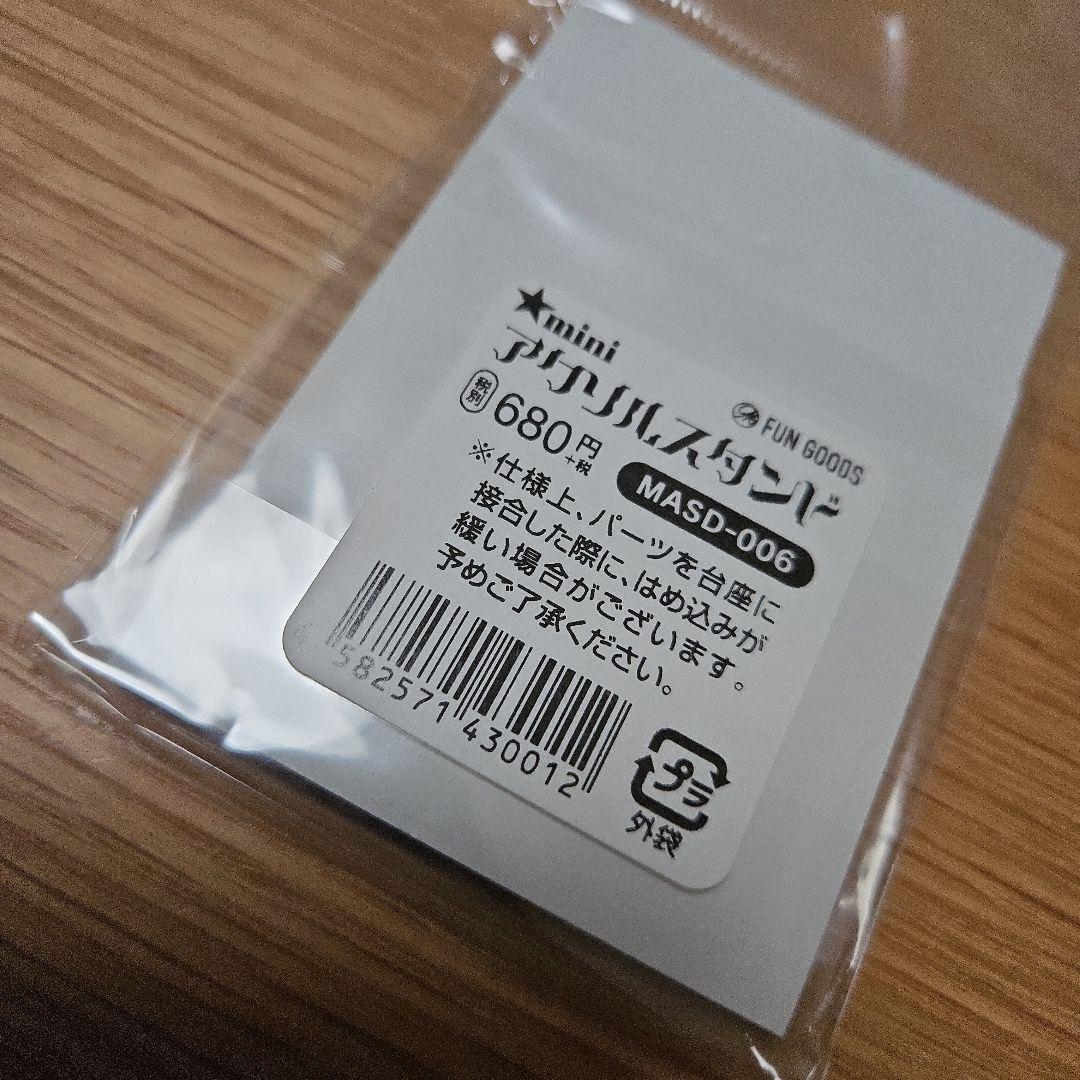 ★mini
アクリルスタンド
FUN GOODS
税別 680円+税
MASD-006
※仕様上、パーツを台座に
接合した際に、はめ込みが
緩い場合がございます。
予めご了承ください。
4 582571 430012
プラ
外袋